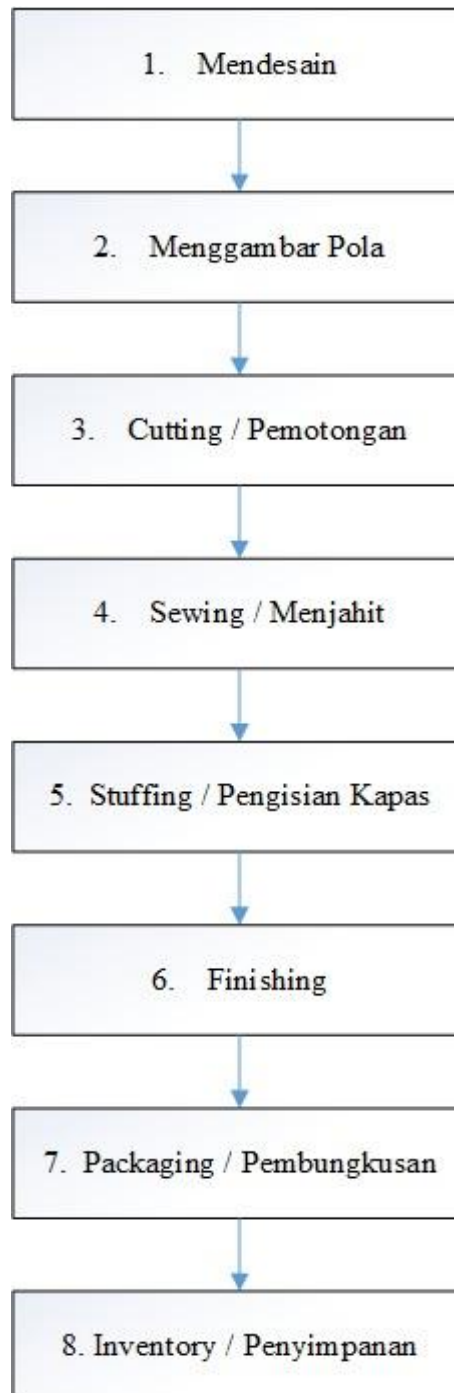 1. Mendesain
2. Menggambar Pola
3. Cutting / Pemotongan
4. Sewing / Menjahit
5. Stuffing / Pengisian Kapas
6. Finishing
7. Packaging / Pembungkusan
8. Inventory / Penyimpanan